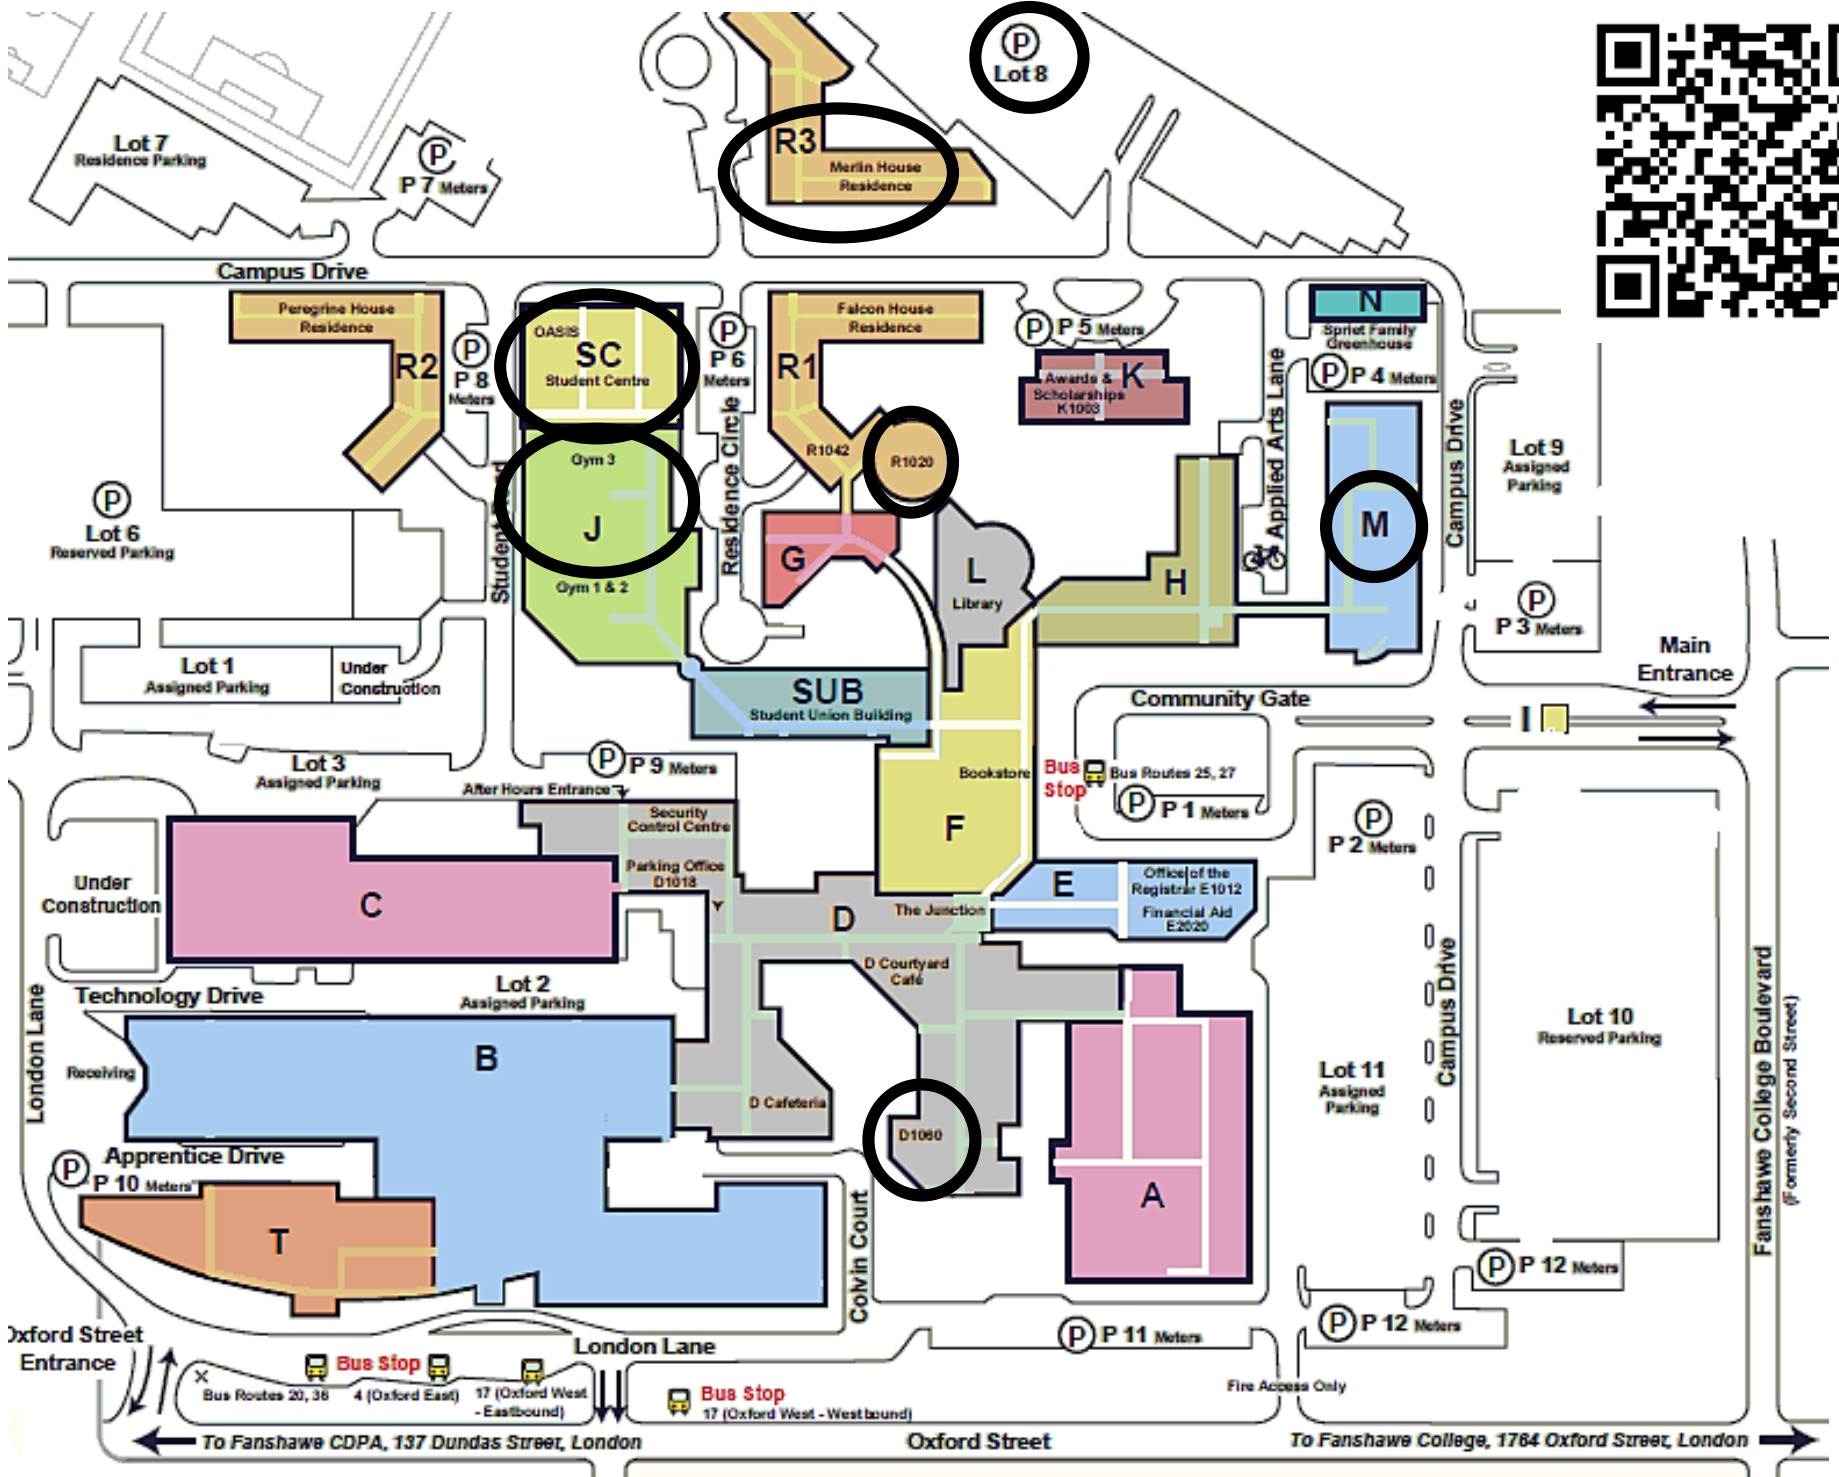 P
Lot 8
Lot 7
Residence Parking
P
P 7 Meters
R3
Merlin House
Residence
Campus Drive
Peregrine House
Residence
R2
P
P 8
Meters
OASIS
SC
Student Centre
P
P 6
Meters
Falcon House
Residence
R1
P
P 5 Meters
Awards &
Scholarships
K1003
K
N
Spriet Family
Greenhouse
P
P 4 Meters
Applied Arts Lane
Campus Drive
Lot 9
Assigned
Parking
P
Lot 6
Reserved Parking
Gym 3
J
Gym 1 & 2
Residence Circle
R1042
R1020
G
L
Library
H
M
P
P 3 Meters
Main
Entrance
Lot 1
Assigned Parking
Under
Construction
SUB
Student Union Building
Community Gate
I
Lot 3
Assigned Parking
P
P 9 Meters
After Hours Entrance
Security
Control Centre
Parking Office
D1018
Bookstore
F
Bus
Stop
Bus Routes 25, 27
P
P 1 Meters
P
P 2
Meters
Under
Construction
C
D
The Junction
E
Office of the
Registrar E1012
Financial Aid
E2020
D Courtyard
Café
Technology Drive
Lot 2
Assigned Parking
London Lane
Receiving
B
D Cafeteria
D1060
A
Lot 11
Assigned
Parking
Campus Drive
Lot 10
Reserved Parking
Fanshawe College Boulevard
(Formerly Second Street)
Apprentice Drive
P
P 10 Meters
T
Colvin Court
P
P 12 Meters
P
P 12 Meters
P
P 11 Meters
Oxford Street
Entrance
London Lane
Bus Stop
Bus Routes 20, 36
4 (Oxford East)
17 (Oxford West
- Eastbound)
Bus Stop
17 (Oxford West - Westbound)
Fire Access Only
To Fanshawe CDPA, 137 Dundas Street, London
Oxford Street
To Fanshawe College, 1764 Oxford Street, London